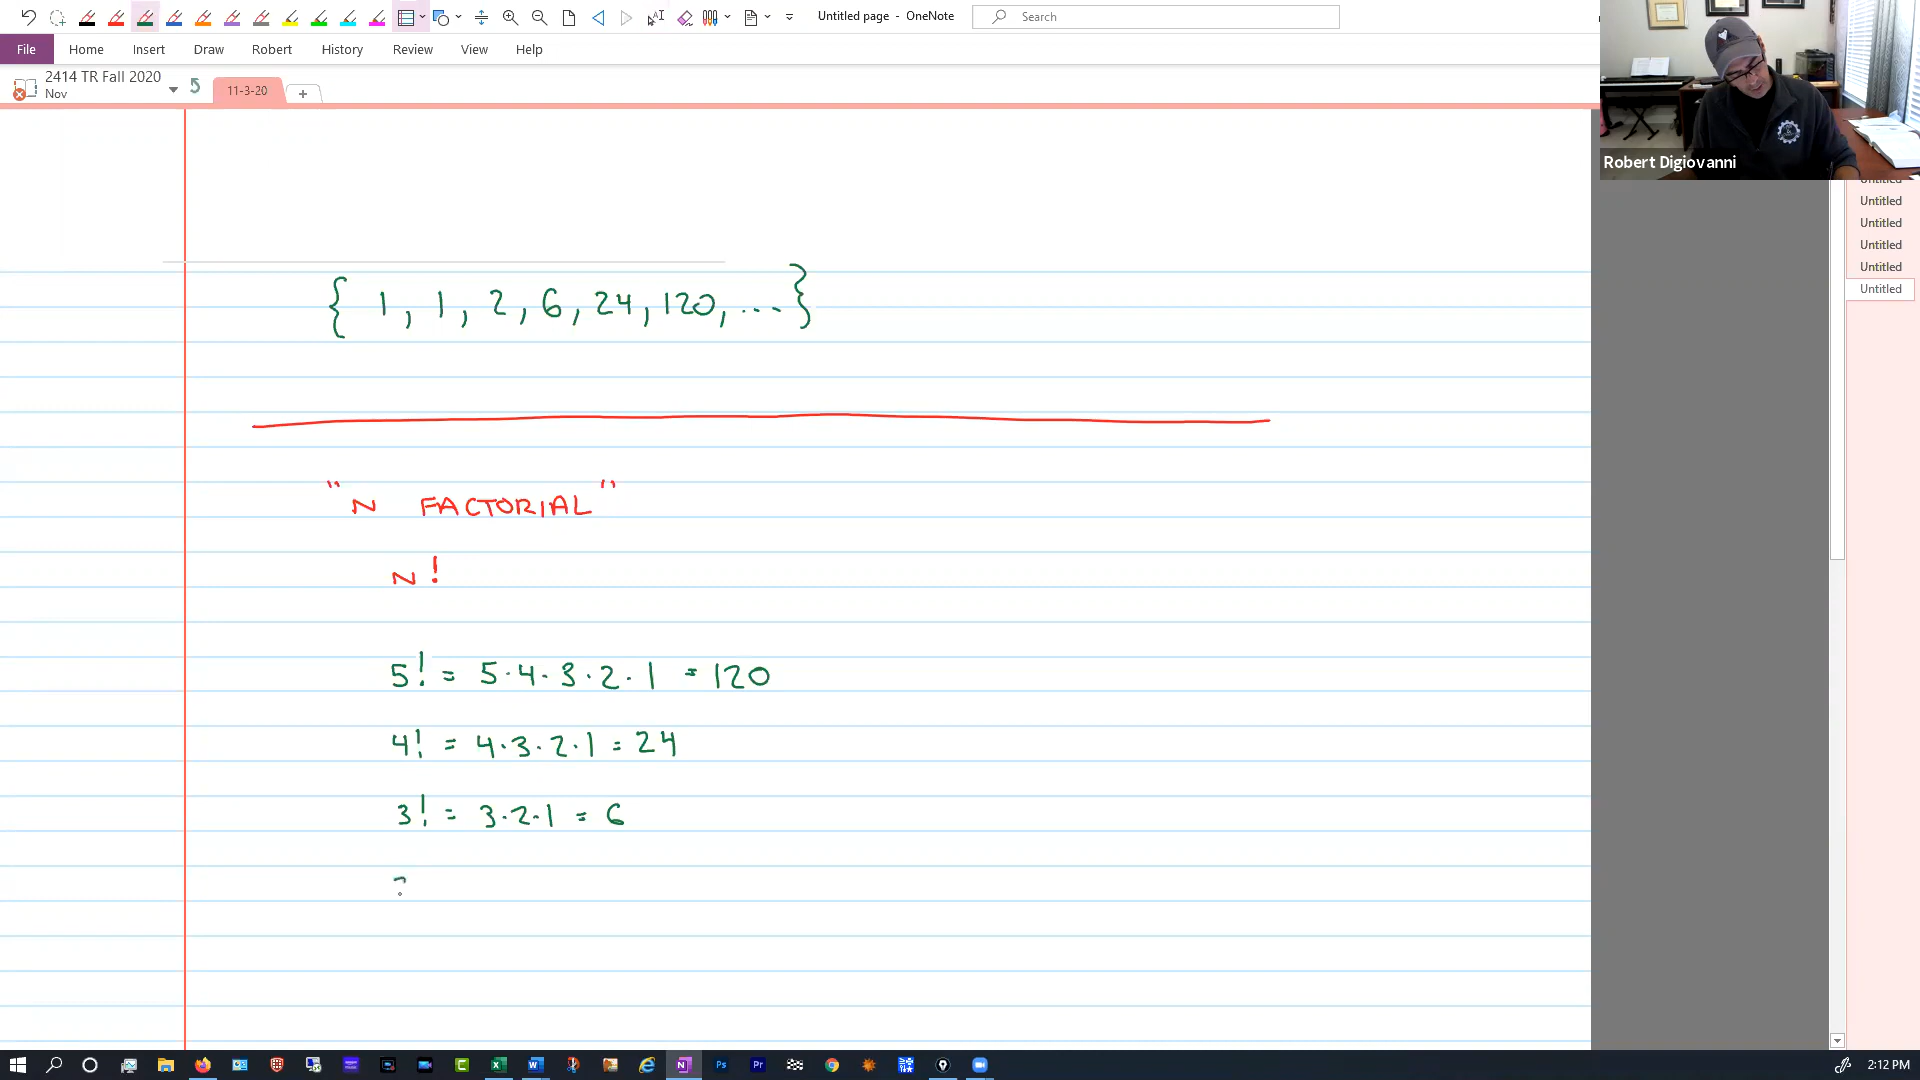 Untitled page - OneNote
Search
File Home Insert Draw Robert History Review View Help
2414 TR Fall 2020
Nov
11-3-20
Robert Digiovanni
Untitled
Untitled
Untitled
Untitled
Untitled
Untitled
{ 1, 1, 2, 6, 24, 120, ... }
"N FACTORIAL"
N!
5! = 5·4·3·2·1 = 120
4! = 4·3·2·1 = 24
3! = 3·2·1 = 6
2:12 PM